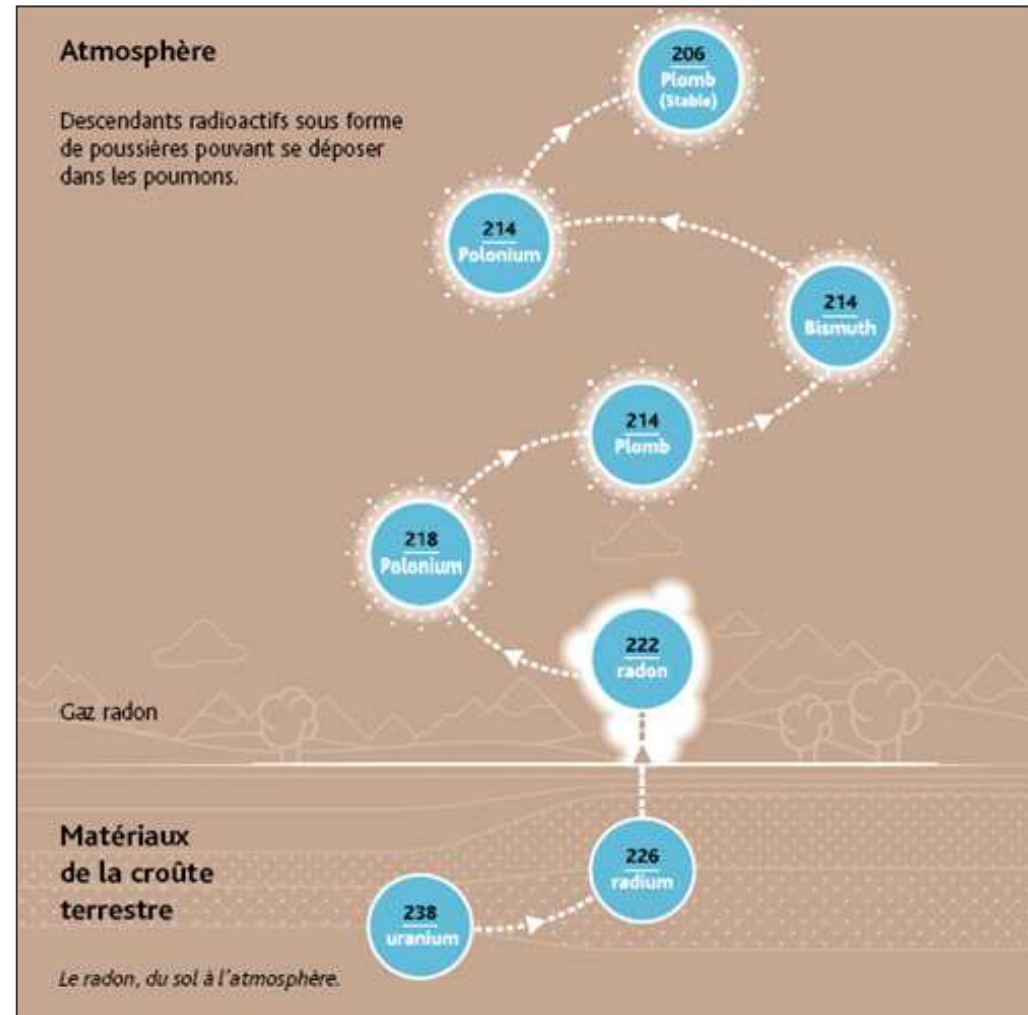 Atmosphère
Descendants radioactifs sous forme
de poussières pouvant se déposer
dans les poumons.
206
Plomb
(Stable)
214
Polonium
214
Bismuth
214
Plomb
218
Polonium
222
radon
Gaz radon
Matériaux
de la croûte
terrestre
226
radium
238
uranium
Le radon, du sol à l'atmosphère.